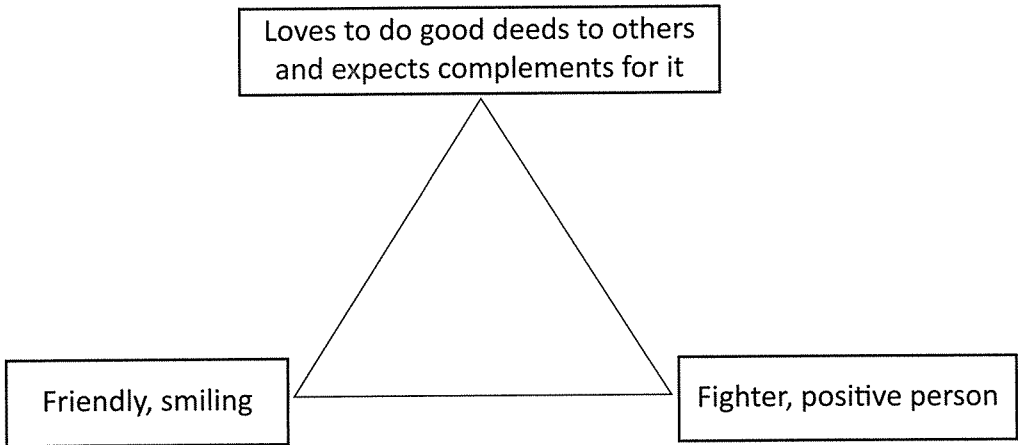 Loves to do good deeds to others
and expects complements for it
Friendly, smiling
Fighter, positive person